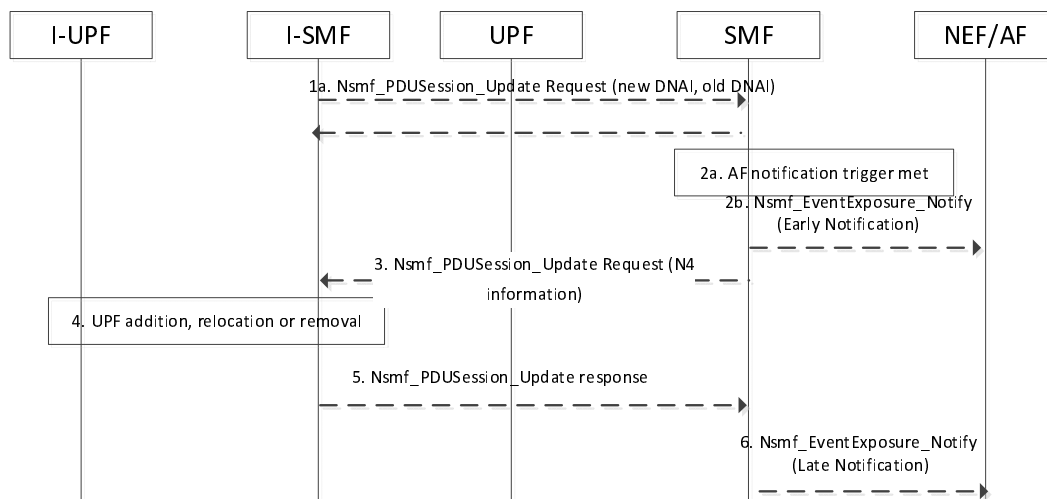 I-UPF
I-SMF
UPF
SMF
NEF/AF
1a. Nsmf_PDUSession_Update Request (new DNAI, old DNAI)
2a. AF notification trigger met
2b. Nsmf_EventExposure_Notify
(Early Notification)
3. Nsmf_PDUSession_Update Request (N4
information)
4. UPF addition, relocation or removal
5. Nsmf_PDUSession_Update response
6. Nsmf_EventExposure_Notify
(Late Notification)